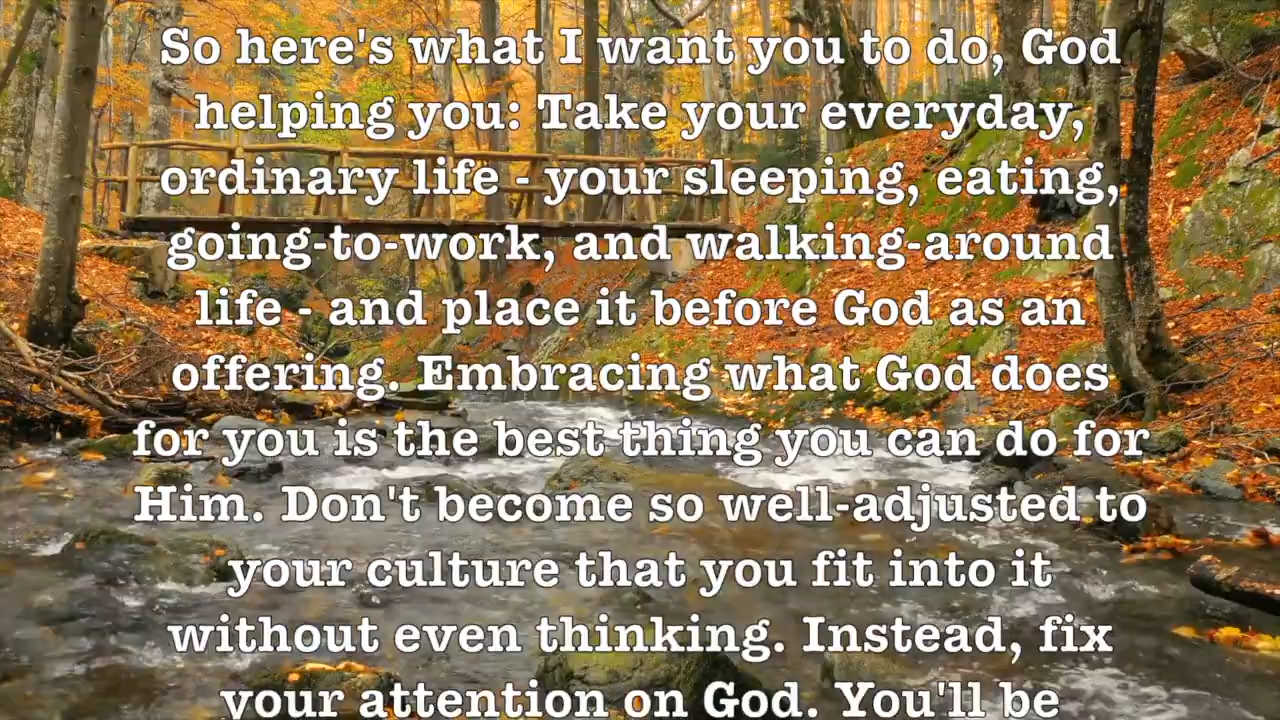 So here's what I want you to do, God
helping you: Take your everyday,
ordinary life - your sleeping, eating,
going-to-work, and walking-around
life - and place it before God as an
offering. Embracing what God does
for you is the best thing you can do for
Him. Don't become so well-adjusted to
your culture that you fit into it
without even thinking. Instead, fix
your attention on God. You'll be